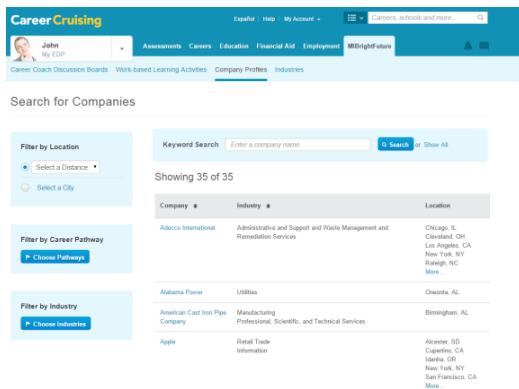 CareerCruising
Español | Help | My Account
Careers, schools and more.
John
My EDP
Assessments Careers Education Financial Aid Employment MIBrightFuture
Career Coach Discussion Boards Work-based Learning Activities Company Profiles Industries
Search for Companies
Filter by Location
Select a Distance
Select a City
Filter by Career Pathway
Choose Pathways
Filter by Industry
Choose Industries
Keyword Search Enter a company name Search or Show All
Showing 35 of 35
Company Industry Location
Adecco International Administrative and Support and Waste Management and Chicago, IL
Remediation Services Cleveland, OH
Los Angeles, CA
New York, NY
Raleigh, NC
More...
Alabama Power Utilities Oneonta, AL
American Cast Iron Pipe Manufacturing Birmingham, AL
Company Professional, Scientific, and Technical Services
Apple Retail Trade Alcester, SD
Information Cupertino, CA
Idanha, OR
New York, NY
San Francisco, CA
More...